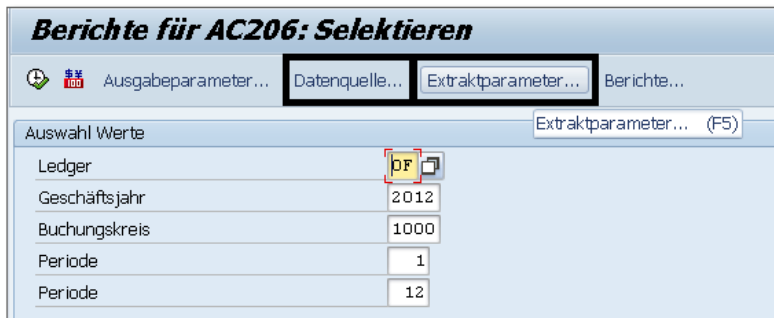 Berichte für AC206: Selektieren
Ausgabeparameter... Datenquelle... Extraktparameter... Berichte...
Extraktparameter... (F5)
Auswahl Werte
Ledger 0F
Geschäftsjahr 2012
Buchungskreis 1000
Periode 1
Periode 12